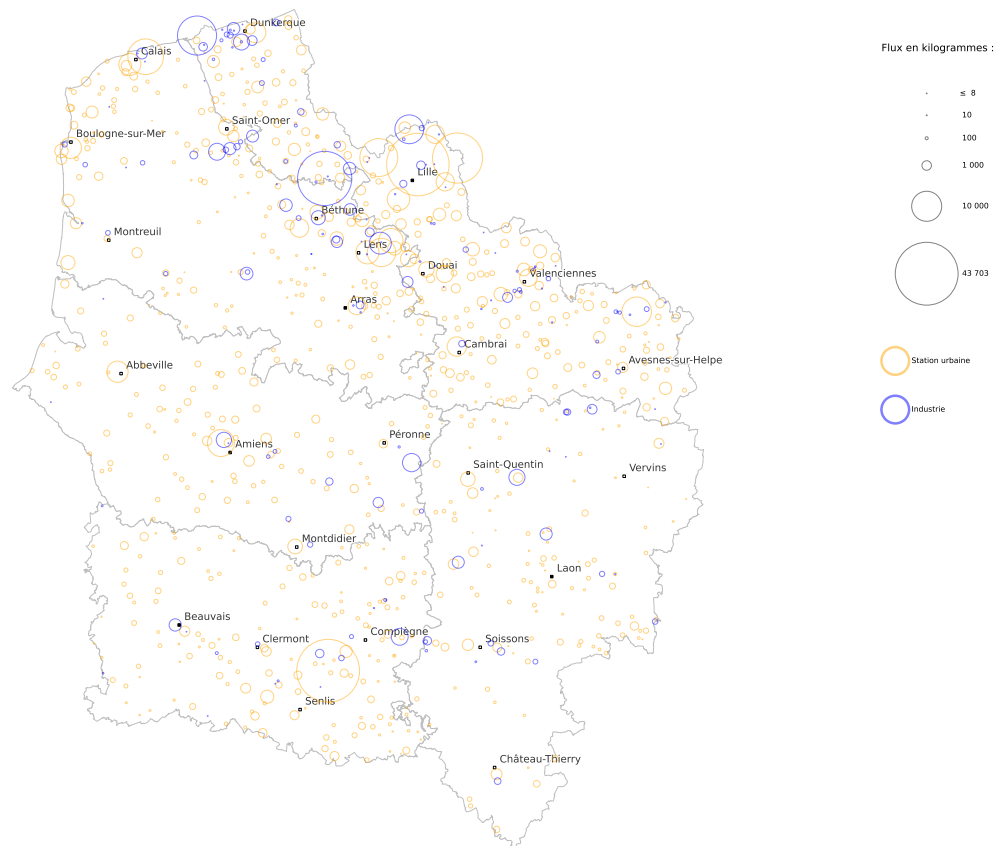 Dunkerque
Flux en kilogrammes :
Calais
≤ 8
10
Saint-Omer
Boulogne-sur-Mer
100
1 000
Lille
10 000
Béthune
Montreuil
Lens
Douai
Valenciennes
43 703
Arras
Cambrai
Avesnes-sur-Helpe
Station urbaine
Abbeville
Industrie
Péronne
Amiens
Saint-Quentin
Vervins
Montdidier
Laon
Beauvais
Compiègne
Clermont
Soissons
Senlis
Château-Thierry